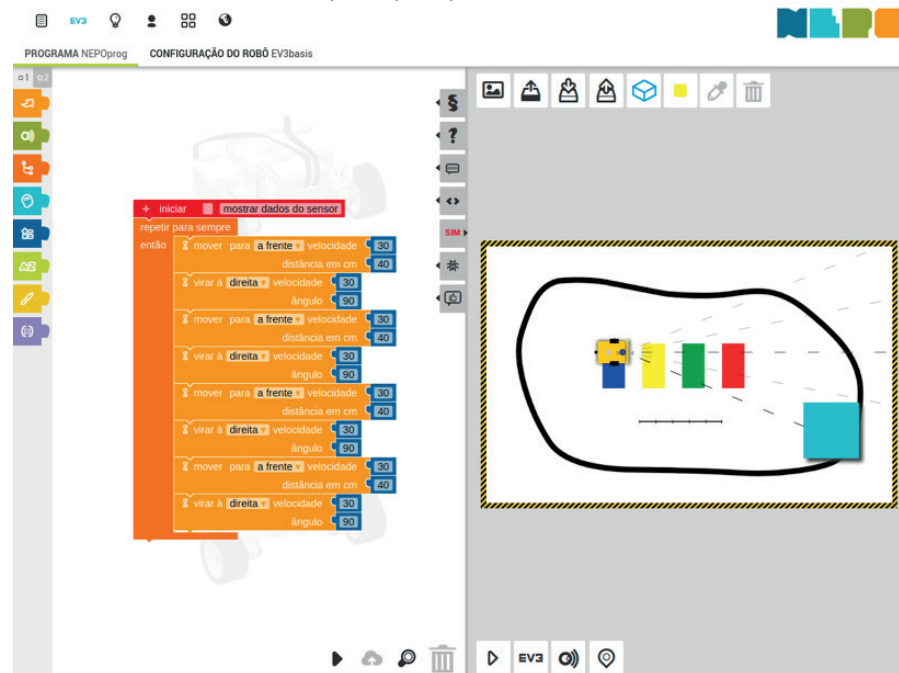 EV3
PROGRAMA NEPOprog CONFIGURAÇÃO DO ROBÔ EV3basis
1 2
+ iniciar mostrar dados do sensor
repetir para sempre
então mover para a frente velocidade 30
distância em cm 40
virar à direita velocidade 30
ângulo 90
mover para a frente velocidade 30
distância em cm 40
virar à direita velocidade 30
ângulo 90
mover para a frente velocidade 30
distância em cm 40
virar à direita velocidade 30
ângulo 90
mover para a frente velocidade 30
distância em cm 40
virar à direita velocidade 30
ângulo 90
§
?
SIM
EV3